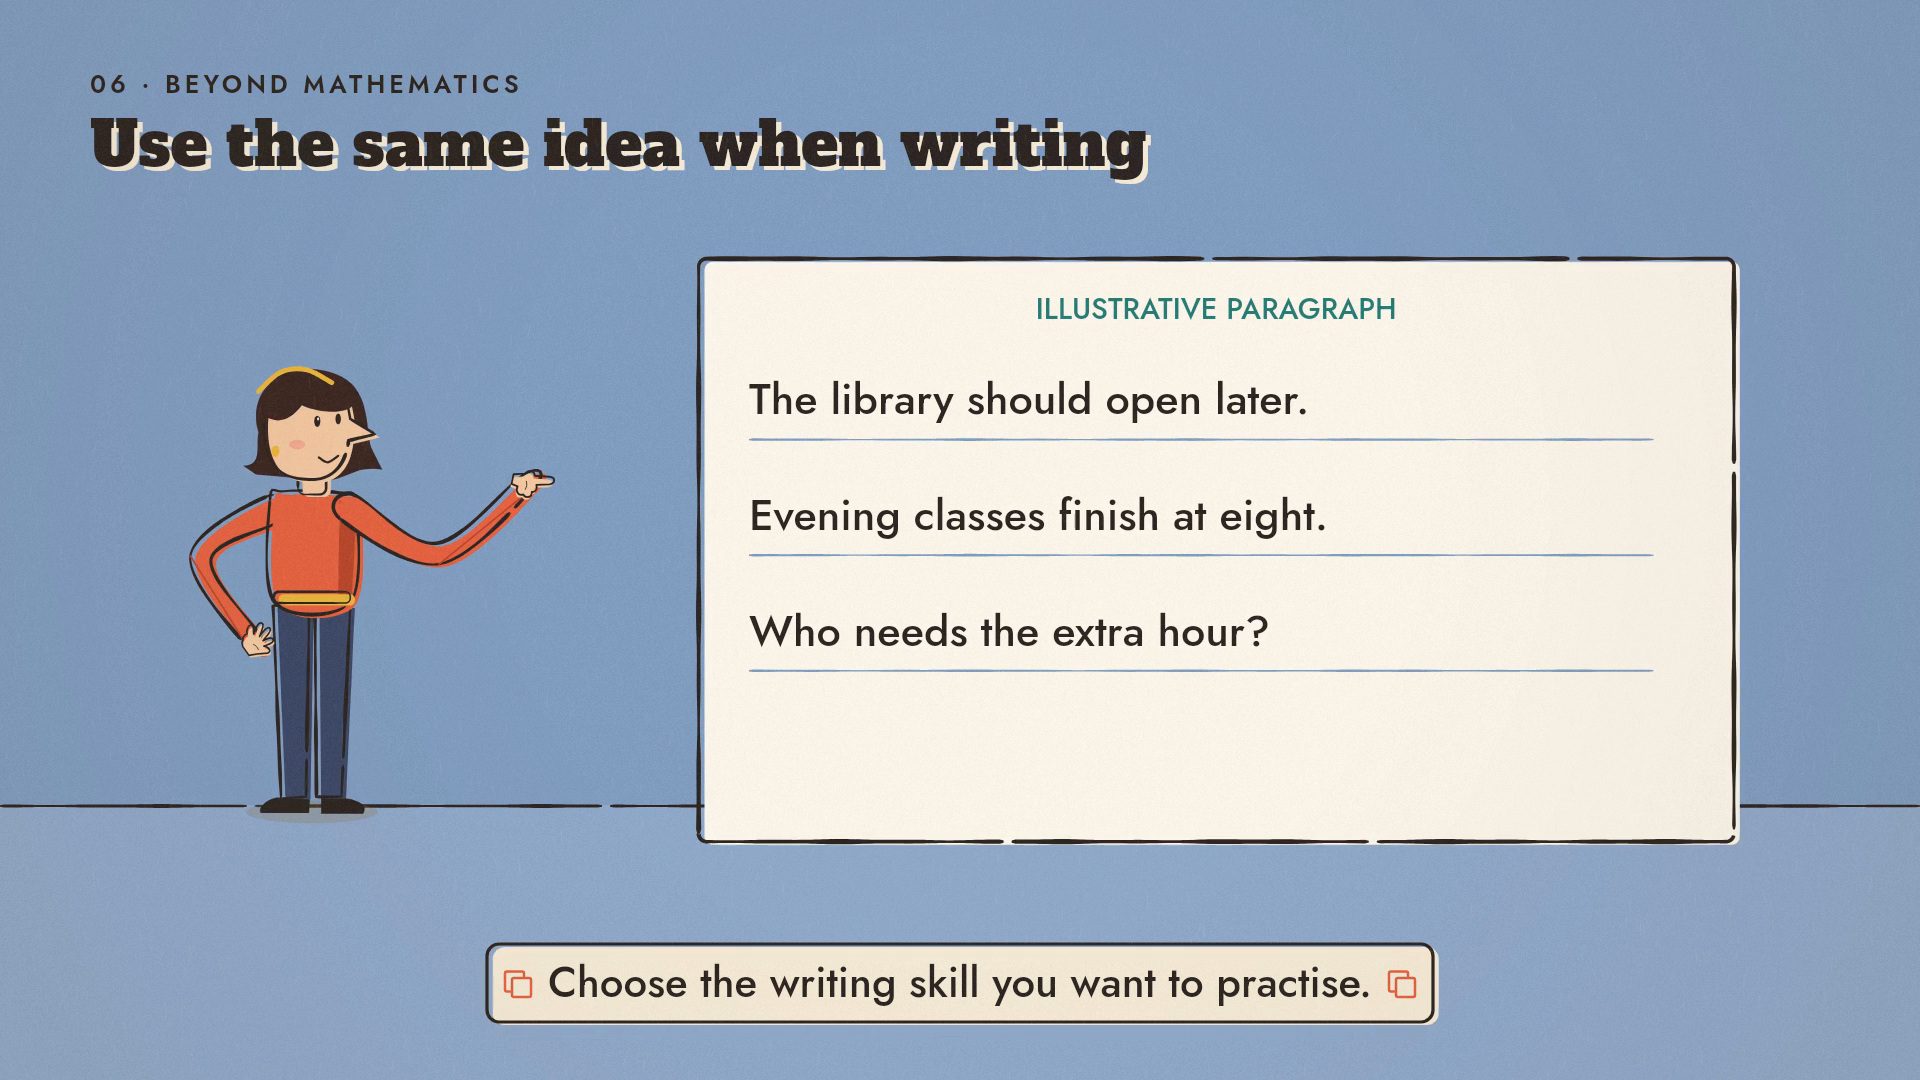 06 · BEYOND MATHEMATICS
Use the same idea when writing
ILLUSTRATIVE PARAGRAPH
The library should open later.
Evening classes finish at eight.
Who needs the extra hour?
Choose the writing skill you want to practise.